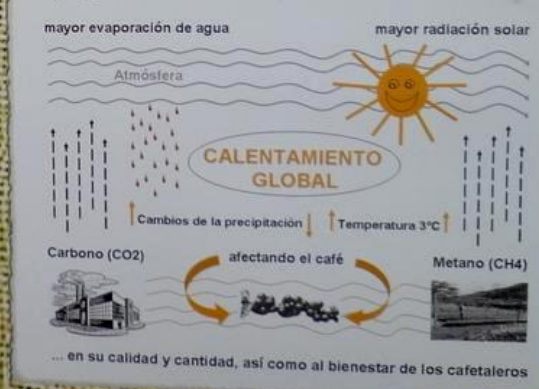 mayor evaporación de agua
mayor radiación solar
Atmósfera
CALENTAMIENTO
GLOBAL
Cambios de la precipitación
Temperatura 3°C
Carbono (CO2)
afectando el café
Metano (CH4)
... en su calidad y cantidad, así como al bienestar de los cafetaleros